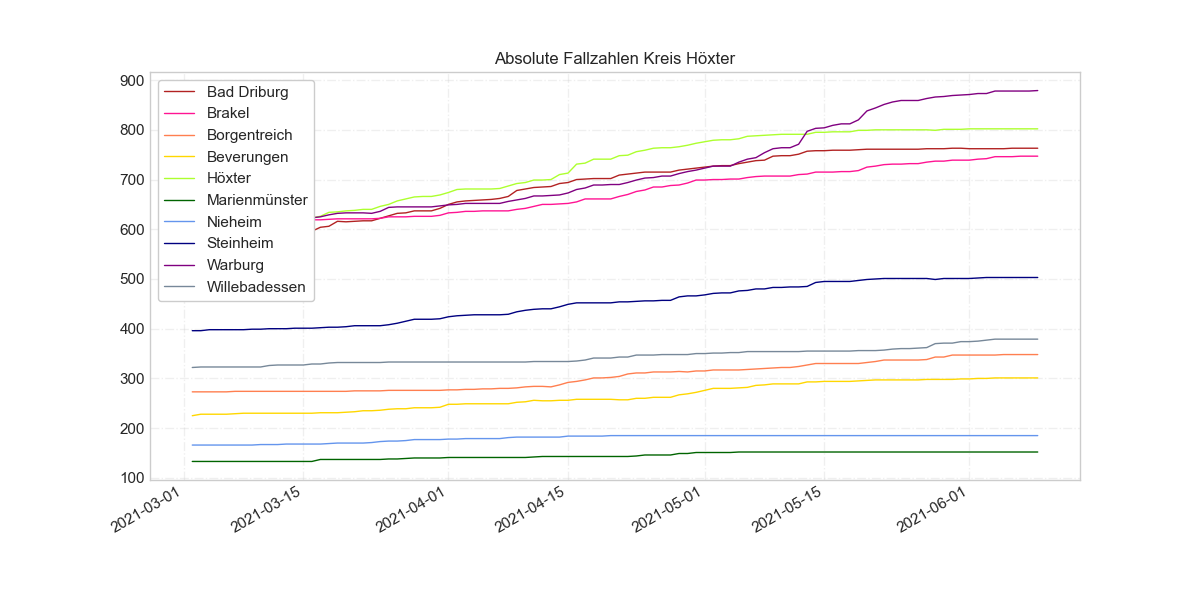 Absolute Fallzahlen Kreis Höxter
900
800
700
600
500
400
300
200
100
Bad Driburg
Brakel
Borgentreich
Beverungen
Höxter
Marienmünster
Nieheim
Steinheim
Warburg
Willebadessen
2021-03-01
2021-03-15
2021-04-01
2021-04-15
2021-05-01
2021-05-15
2021-06-01